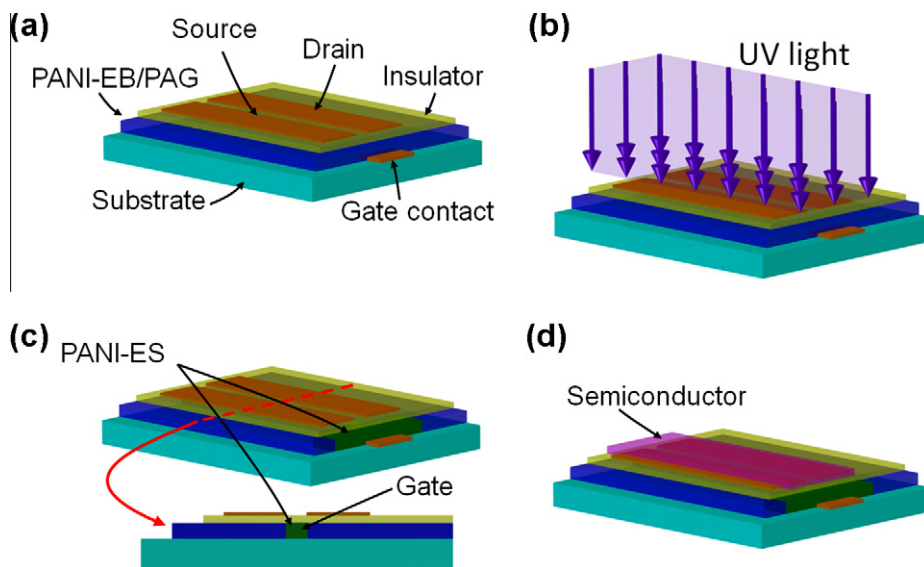 (a)
Source
Drain
PANI-EB/PAG
Insulator
Substrate
Gate contact
(b)
UV light
(c)
PANI-ES
Gate
(d)
Semiconductor